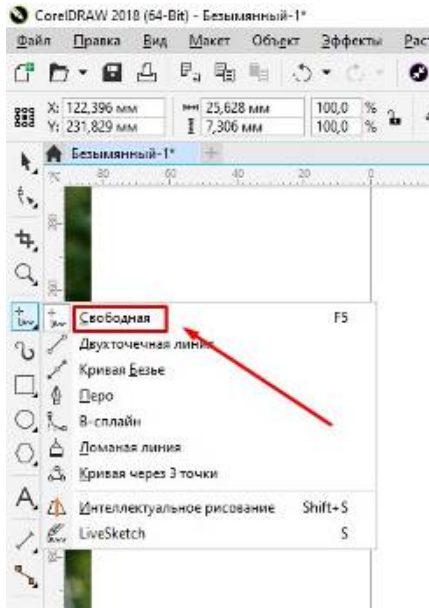 CorelDRAW 2018 (64-Bit) - Безымянный-1*
Файл Правка Вид Макет Объект Эффекты Раст
X: 122,396 мм 25,628 мм 100,0 %
Y: 231,829 мм 7,306 мм 100,0 %
Безымянный-1*
80 60 40 20 0
Свободная F5
Двухточечная линия
Кривая Безье
Перо
B-сплайн
Ломаная линия
Кривая через 3 точки
Интеллектуальное рисование Shift+S
LiveSketch S